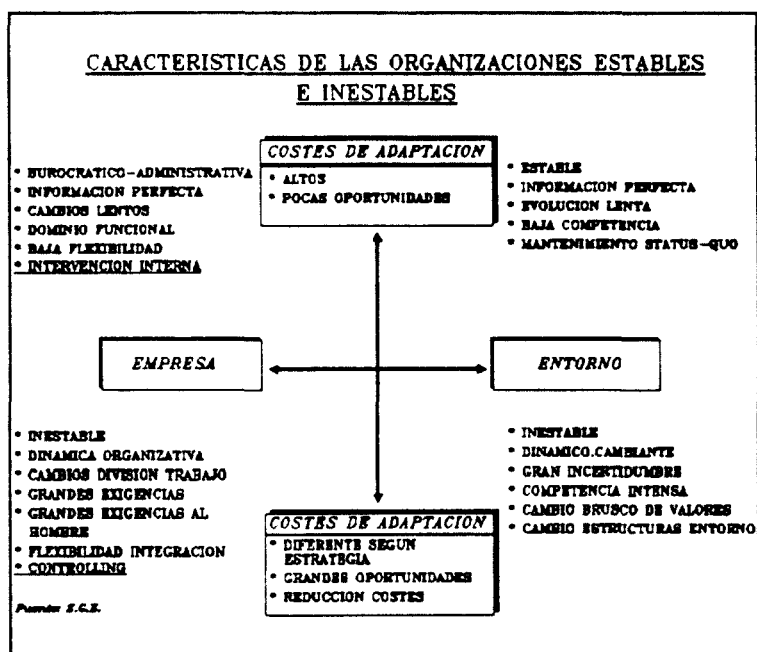 CARACTERISTICAS DE LAS ORGANIZACIONES ESTABLES
E INESTABLES
COSTES DE ADAPTACION
* ALTOS
* POCAS OPORTUNIDADES
* BUROCRATICO-ADMINISTRATIVA
* INFORMACION PERFECTA
* CAMBIOS LENTOS
* DOMINIO FUNCIONAL
* BAJA FLEXIBILIDAD
* INTERVENCION INTERNA
* ESTABLE
* INFORMACION PERFECTA
* EVOLUCION LENTA
* BAJA COMPETENCIA
* MANTENIMIENTO STATUS-QUO
EMPRESA
ENTORNO
* INESTABLE
* DINAMICA ORGANIZATIVA
* CAMBIOS DIVISION TRABAJO
* GRANDES EXIGENCIAS
* GRANDES EXIGENCIAS AL
HOMBRE
* FLEXIBILIDAD INTEGRACION
* CONTROLLING
* INESTABLE
* DINAMICO.CAMBIANTE
* GRAN INCERTIDUMBRE
* COMPETENCIA INTENSA
* CAMBIO BRUSCO DE VALORES
* CAMBIO ESTRUCTURAS ENTORNO
COSTES DE ADAPTACION
* DIFERENTE SEGUN
ESTRATEGIA
* GRANDES OPORTUNIDADES
* REDUCCION COSTES